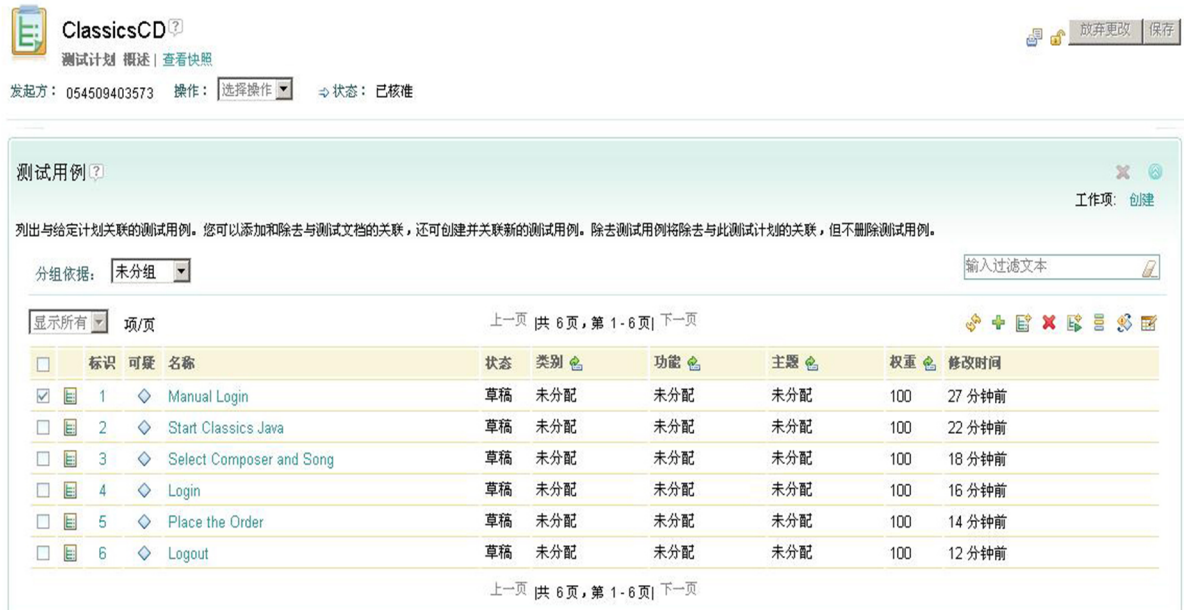 ClassicsCD ?
放弃更改 保存
测试计划 概述 | 查看快照
发起方： 054509403573 操作： 选择操作 状态： 已核准
测试用例 ?
工作项: 创建
列出与给定计划关联的测试用例。您可以添加和除去与测试文档的关联，还可创建并关联新的测试用例。除去测试用例将除去与此测试计划的关联，但不删除测试用例。
分组依据： 未分组 输入过滤文本
显示所有 项/页 上一页 |共 6页，第 1-6页| 下一页
标识 可疑 名称 状态 类别 功能 主题 权重 修改时间
1 Manual Login 草稿 未分配 未分配 未分配 100 27 分钟前
2 Start Classics Java 草稿 未分配 未分配 未分配 100 22 分钟前
3 Select Composer and Song 草稿 未分配 未分配 未分配 100 18 分钟前
4 Login 草稿 未分配 未分配 未分配 100 16 分钟前
5 Place the Order 草稿 未分配 未分配 未分配 100 14 分钟前
6 Logout 草稿 未分配 未分配 未分配 100 12 分钟前
上一页 |共 6页，第 1-6页| 下一页